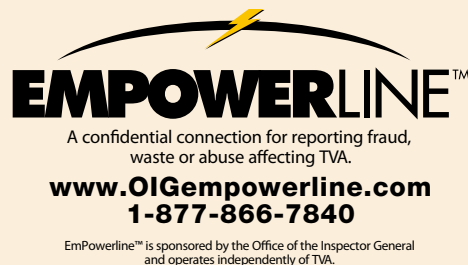 EMPOWERLINE™
A confidential connection for reporting fraud,
waste or abuse affecting TVA.
www.OIGempowerline.com
1-877-866-7840
EmPowerline™ is sponsored by the Office of the Inspector General
and operates independently of TVA.